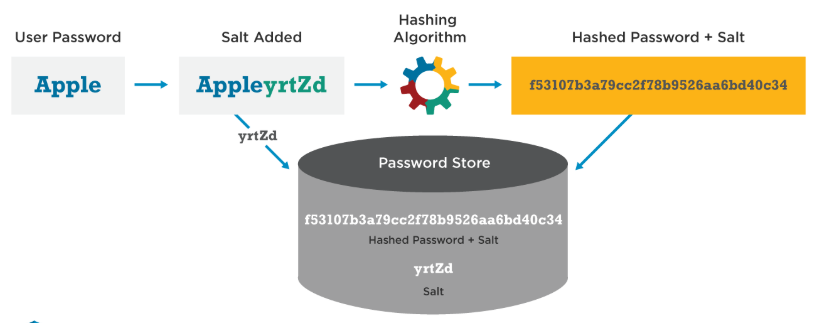 User Password
Salt Added
Hashing
Algorithm
Hashed Password + Salt
Apple
AppleyrtZd
f53107b3a79cc2f78b9526aa6bd40c34
yrtZd
Password Store
f53107b3a79cc2f78b9526aa6bd40c34
Hashed Password + Salt
yrtZd
Salt